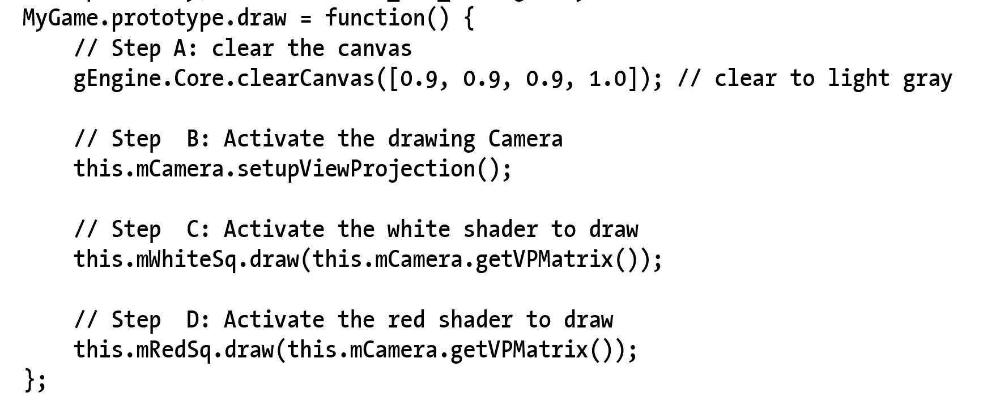 MyGame.prototype.draw = function() {
    // Step A: clear the canvas
    gEngine.Core.clearCanvas([0.9, 0.9, 0.9, 1.0]); // clear to light gray

    // Step  B: Activate the drawing Camera
    this.mCamera.setupViewProjection();

    // Step  C: Activate the white shader to draw
    this.mWhiteSq.draw(this.mCamera.getVPMatrix());

    // Step  D: Activate the red shader to draw
    this.mRedSq.draw(this.mCamera.getVPMatrix());
};